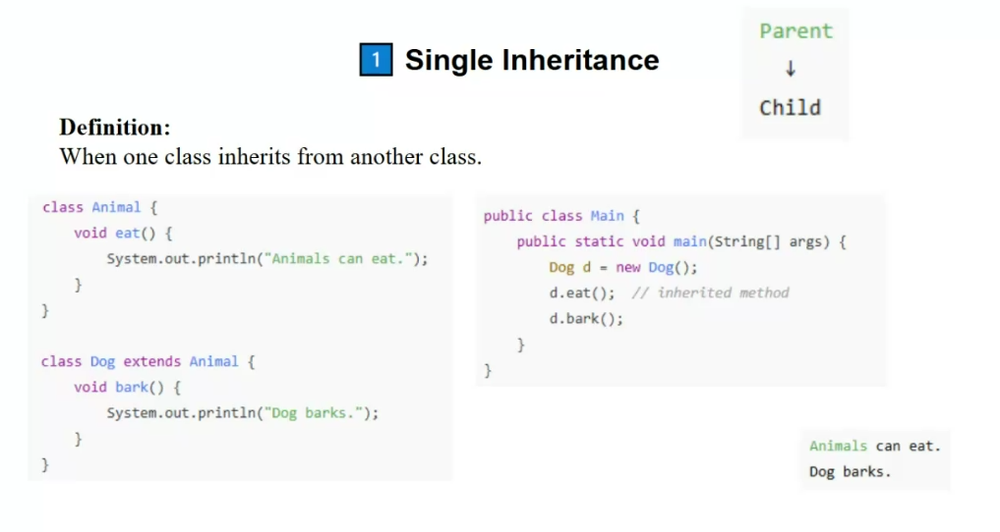 1 Single Inheritance
Parent
↓
Child
Definition:
When one class inherits from another class.
class Animal {
    void eat() {
        System.out.println("Animals can eat.");
    }
}

class Dog extends Animal {
    void bark() {
        System.out.println("Dog barks.");
    }
}
public class Main {
    public static void main(String[] args) {
        Dog d = new Dog();
        d.eat();  // inherited method
        d.bark();
    }
}
Animals can eat.
Dog barks.